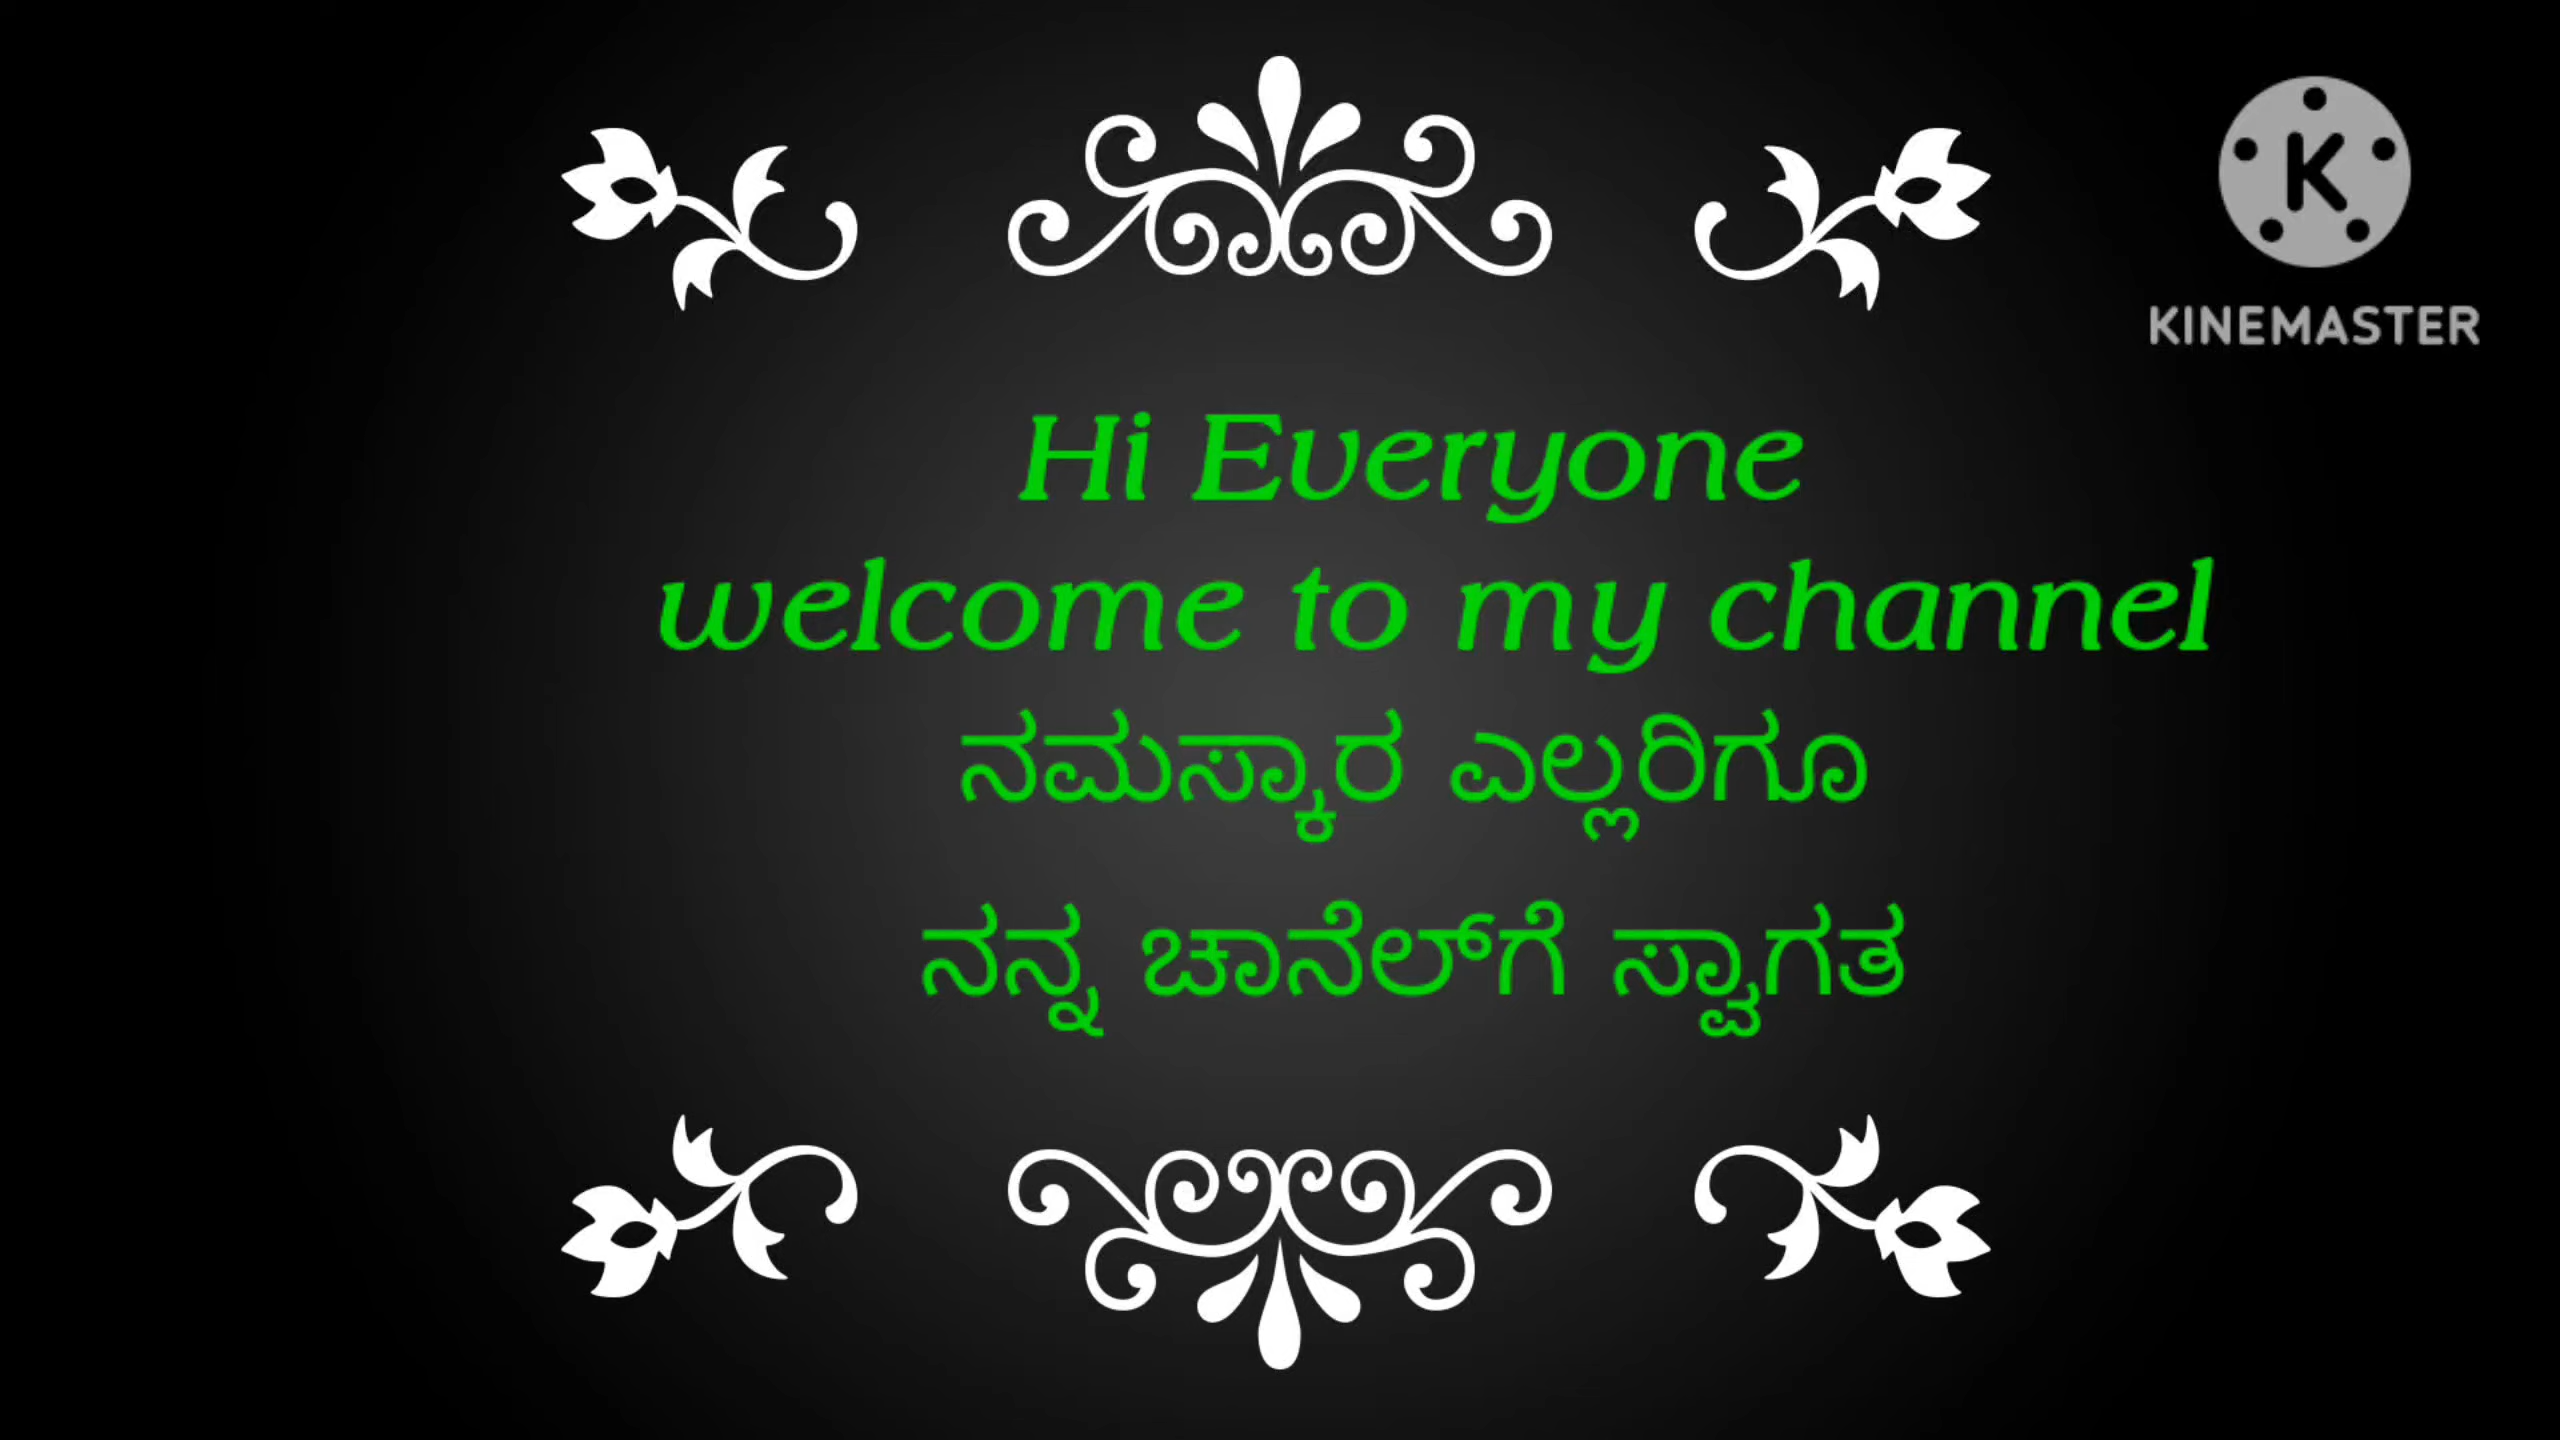 KINEMASTER
Hi Everyone
welcome to my channel
ನಮಸ್ಕಾರ ಎಲ್ಲರಿಗೂ
ನನ್ನ ಚಾನೆಲ್‌ಗೆ ಸ್ವಾಗತ